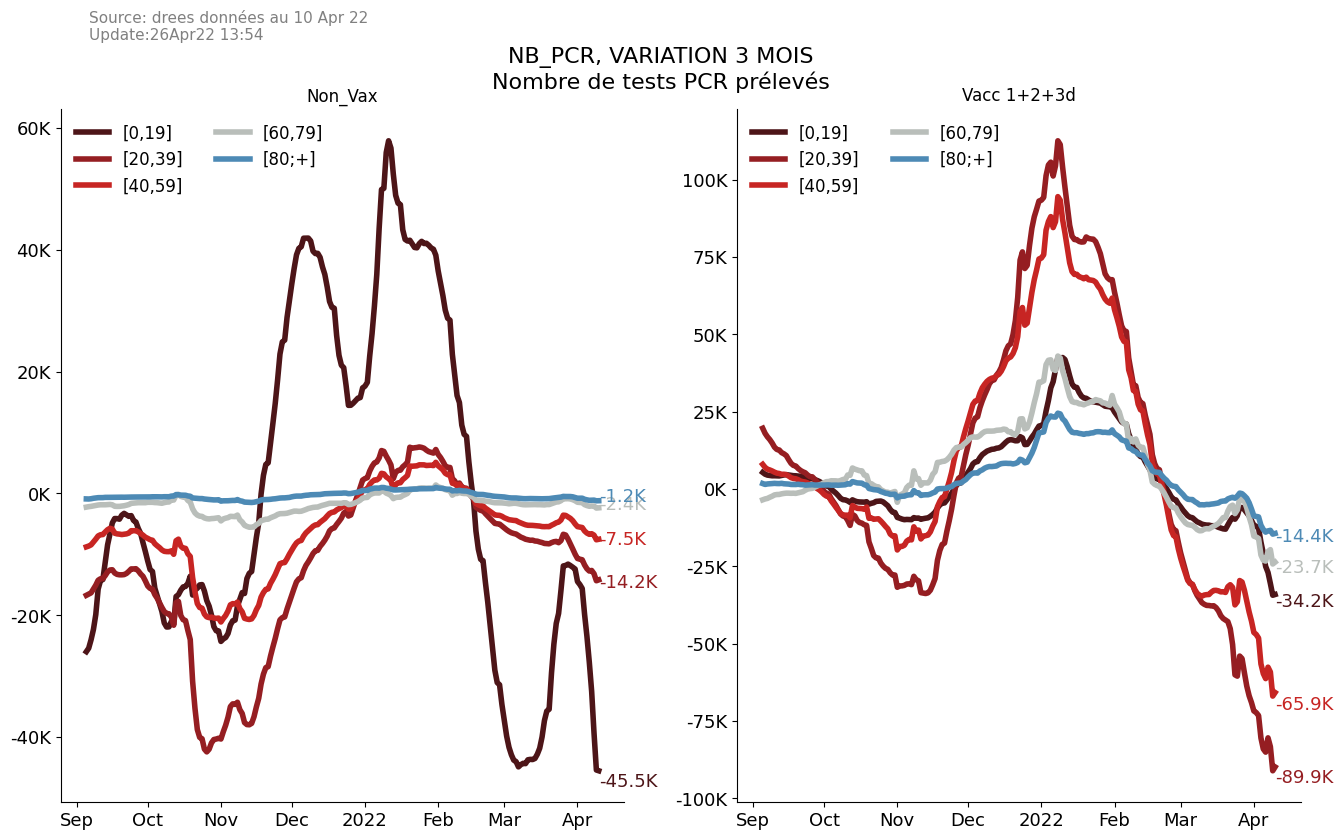 Source: drees données au 10 Apr 22
Update:26Apr22 13:54
NB_PCR, VARIATION 3 MOIS
Nombre de tests PCR prélevés
Non_Vax
[0,19]
[20,39]
[40,59]
[60,79]
[80;+]
60K
40K
20K
0K
-20K
-40K
-1.2K
-2.4K
-7.5K
-14.2K
-45.5K
Sep Oct Nov Dec 2022 Feb Mar Apr
Vacc 1+2+3d
[0,19]
[20,39]
[40,59]
[60,79]
[80;+]
100K
75K
50K
25K
0K
-25K
-50K
-75K
-100K
-14.4K
-23.7K
-34.2K
-65.9K
-89.9K
Sep Oct Nov Dec 2022 Feb Mar Apr